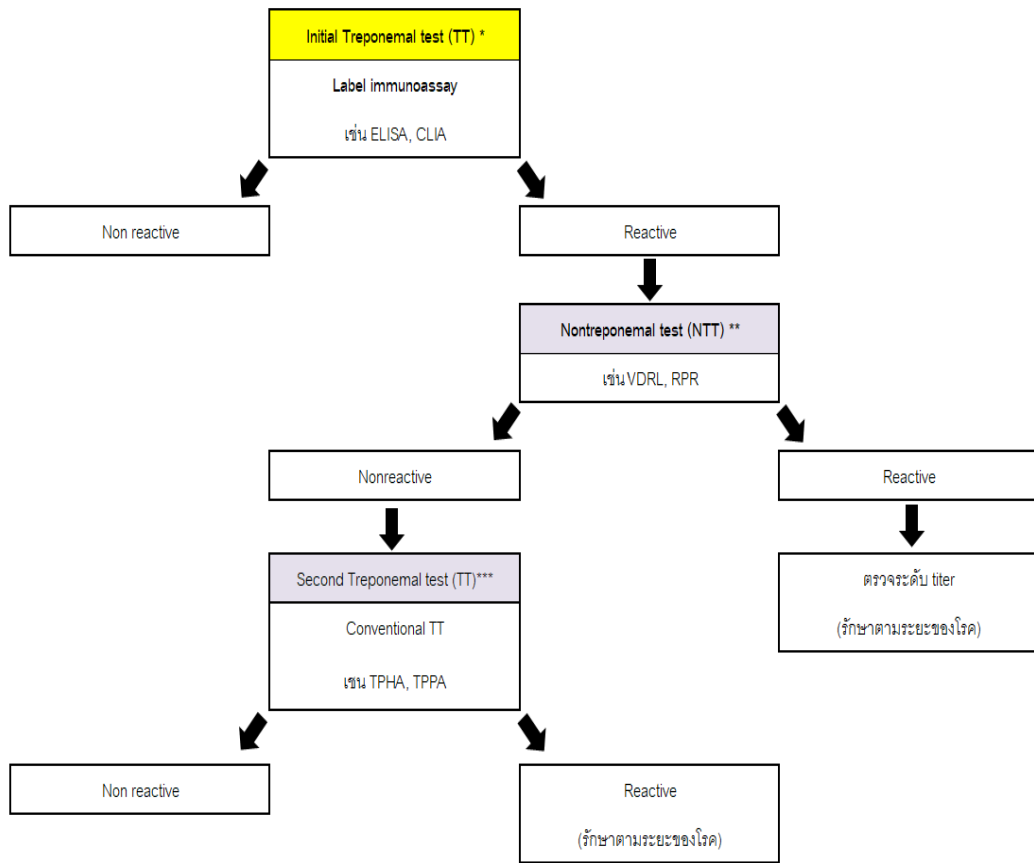 Initial Treponemal test (TT) *
Label immunoassay
เช่น ELISA, CLIA
Non reactive
Reactive
Nontreponemal test (NTT) **
เช่น VDRL, RPR
Nonreactive
Reactive
Second Treponemal test (TT)***
Conventional TT
เชน TPHA, TPPA
ตรวจระดับ titer
(รักษาตามระยะของโรค)
Non reactive
Reactive
(รักษาตามระยะของโรค)